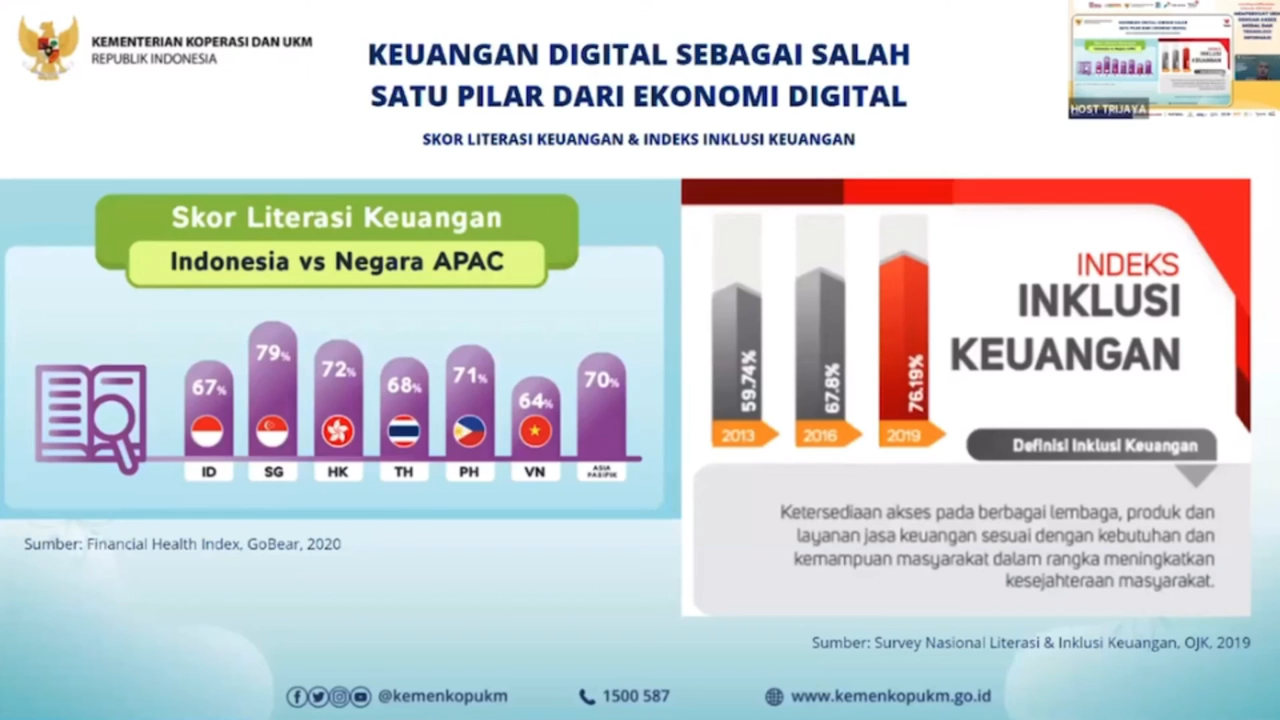 KEMENTERIAN KOPERASI DAN UKM
REPUBLIK INDONESIA
KEUANGAN DIGITAL SEBAGAI SALAH
SATU PILAR DARI EKONOMI DIGITAL
SKOR LITERASI KEUANGAN & INDEKS INKLUSI KEUANGAN
HOST TRIJAYA
Skor Literasi Keuangan
Indonesia vs Negara APAC
67% 79% 72% 68% 71% 64% 70%
ID SG HK TH PH VN ASIA PASIFIK
Sumber: Financial Health Index, GoBear, 2020
59.74% 67.8% 76.19%
2013 2016 2019
INDEKS
INKLUSI
KEUANGAN
Definisi Inklusi Keuangan
Ketersediaan akses pada berbagai lembaga, produk dan
layanan jasa keuangan sesuai dengan kebutuhan dan
kemampuan masyarakat dalam rangka meningkatkan
kesejahteraan masyarakat.
Sumber: Survey Nasional Literasi & Inklusi Keuangan, OJK, 2019
@kemenkopukm 1500 587 www.kemenkopukm.go.id